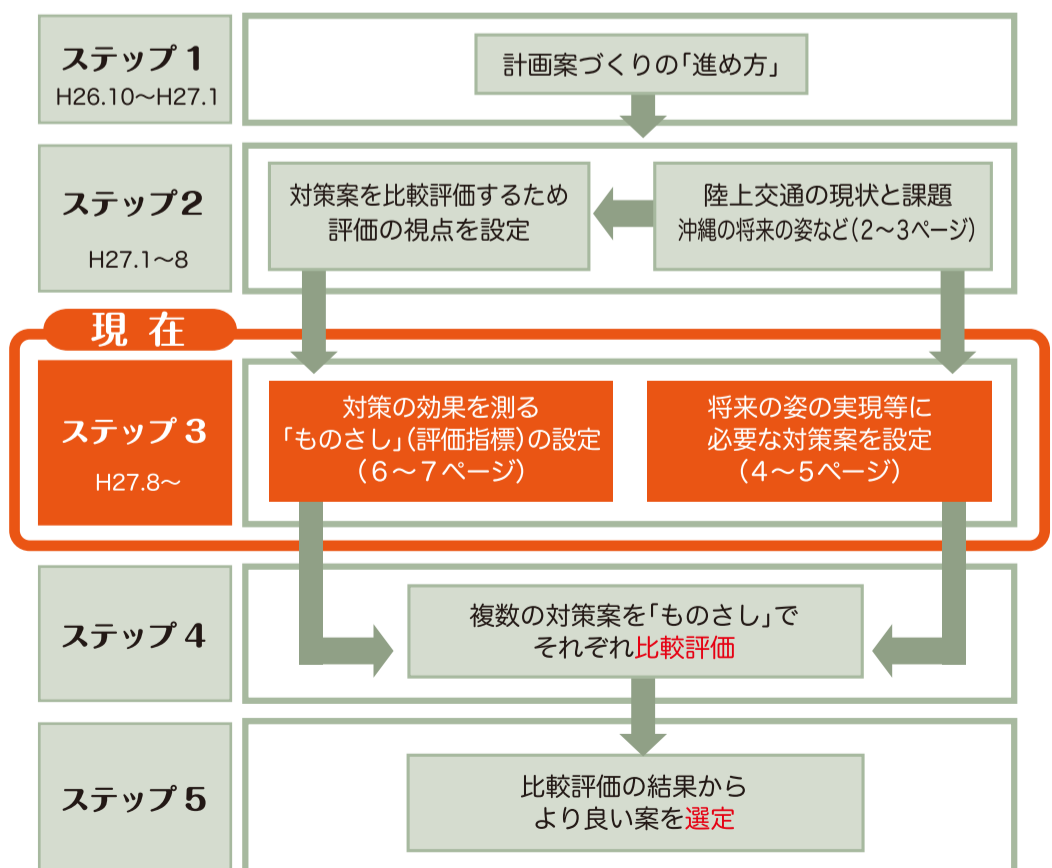 ステップ1
H26.10～H27.1
計画案づくりの「進め方」
ステップ2
H27.1～8
対策案を比較評価するため
評価の視点を設定
陸上交通の現状と課題
沖縄の将来の姿など(2～3ページ)
現 在
ステップ3
H27.8～
対策の効果を測る
「ものさし」(評価指標)の設定
(6～7ページ)
将来の姿の実現等に
必要な対策案を設定
(4～5ページ)
ステップ4
複数の対策案を「ものさし」で
それぞれ比較評価
ステップ5
比較評価の結果から
より良い案を選定